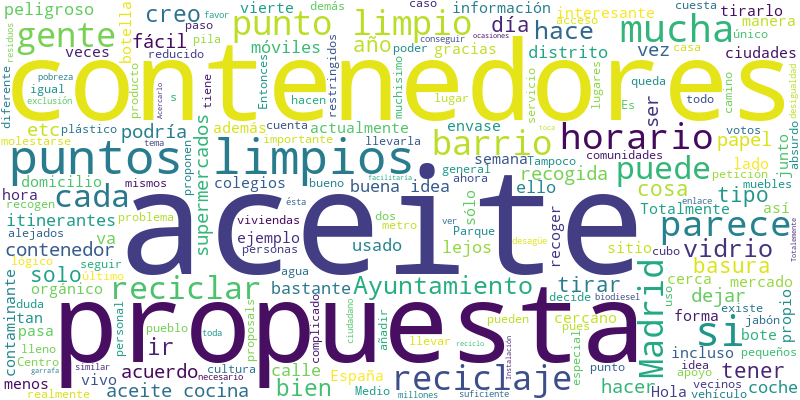 peligroso
creo
vierte
punto limpio
información
interesante
tirarlo
cuesta
gente
botella
fácil
paso
pila
móviles
año
día
hace
mucha
manera
favor
demás
caso
acceso
residuos
ocasiones
contenedores
poder
conseguir
gracias
distrito
vez
casa
único
ciudades
veces
reducido
diferente
pobreza
igual
exclusión
Acercarlo
producto
s
tiene
Entonces
hacen
restringidos
muchísimo
lugar
servicio
lugares
Es
queda
camino
todo
desigualdad
molestarse
etc
plástico
podría
además
cuenta
actualmente
importante
envase
barrio
horario
ser
papel
votos
absurdo
junto
tema
proponen
llevarla
semana
Tampoco
comunidades
petición
lado
puntos limpios
supermercados
colegios
bueno
buena idea
general
ahora
recogida
puede
cosa
muebles
enlace
domicilio
cada
mismos
facilitaría
toca
ello
tipo
Totalmente
así
hora
recogen
itinerantes
alejados
problema
viviendas
ésta
dos
metro
sólo
aceite
va
ejemplo
personas
usado
ver
Parque
lejos
recoger
sitio
parece
vidrio
contenedor
lógico
seguir
último
solo
orgánico
reciclar
agua
bastante
desagüe
Ayuntamiento
tirar
cubo
cerca
basura
mercado
dejar
propio
contaminante
duda
tan
pasa
personal
pueblo
toda
proposals
complicado
ciudadano
añadir
propuesta
decide
biodiesel
cercano
pueden
pues
Madrid
si
uso
forma
existe
jabón
bote
pequeños
lleno
Centro
garrafa
ir
similar
necesario
llevar
reciclo
Instalación
punto
especial
incluso
idea
tener
menos
vivo
acuerdo
cultura
calle
España
reciclaje
hacer
apoyo
vecinos
coche
realmente
aceite cocina
bien
Medio
millones
suficiente
Hola
vehículo